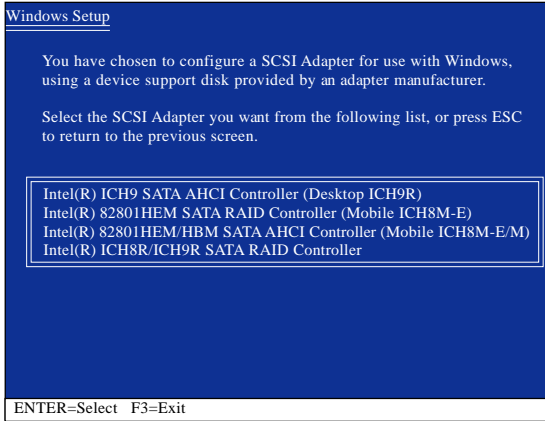 Windows Setup
You have chosen to configure a SCSI Adapter for use with Windows,
using a device support disk provided by an adapter manufacturer.
Select the SCSI Adapter you want from the following list, or press ESC
to return to the previous screen.
Intel(R) ICH9 SATA AHCI Controller (Desktop ICH9R)
Intel(R) 82801HEM SATA RAID Controller (Mobile ICH8M-E)
Intel(R) 82801HEM/HBM SATA AHCI Controller (Mobile ICH8M-E/M)
Intel(R) ICH8R/ICH9R SATA RAID Controller
ENTER=Select F3=Exit